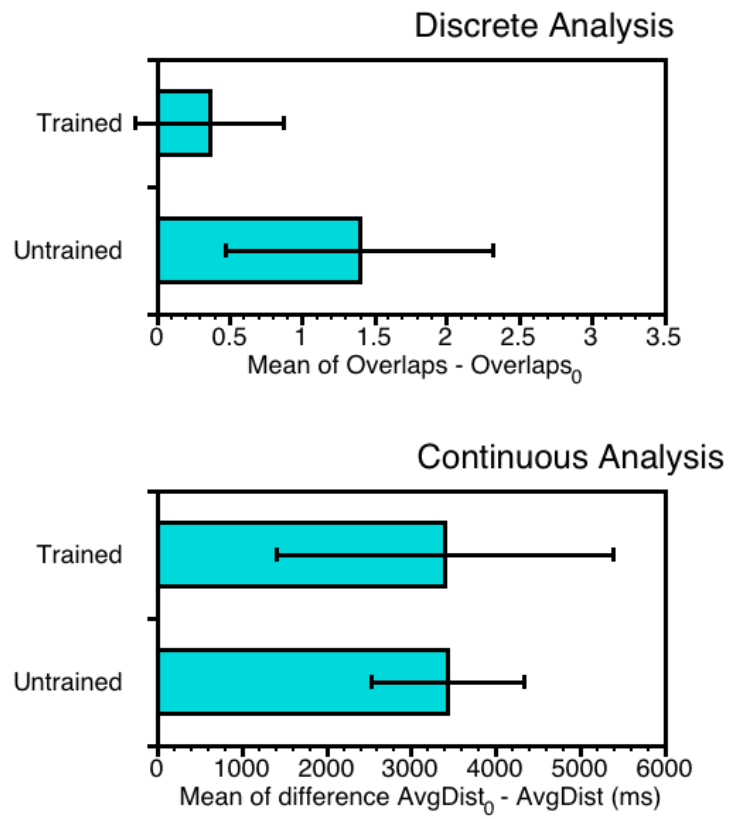 Discrete Analysis
Trained
Untrained
0 0.5 1 1.5 2 2.5 3 3.5
Mean of Overlaps - Overlaps0
Continuous Analysis
Trained
Untrained
0 1000 2000 3000 4000 5000 6000
Mean of difference AvgDist0 - AvgDist (ms)